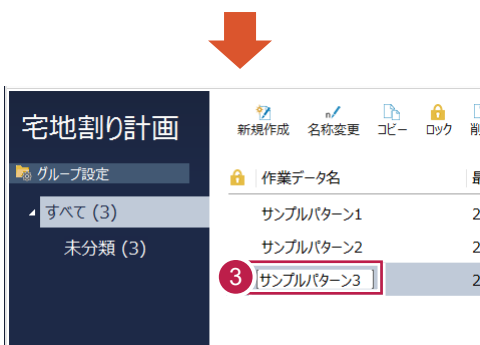 宅地割り計画
新規作成 名称変更 コピー ロック
グループ設定
作業データ名
すべて (3)
サンプルパターン1 2
未分類 (3)
サンプルパターン2 2
3 サンプルパターン3 2